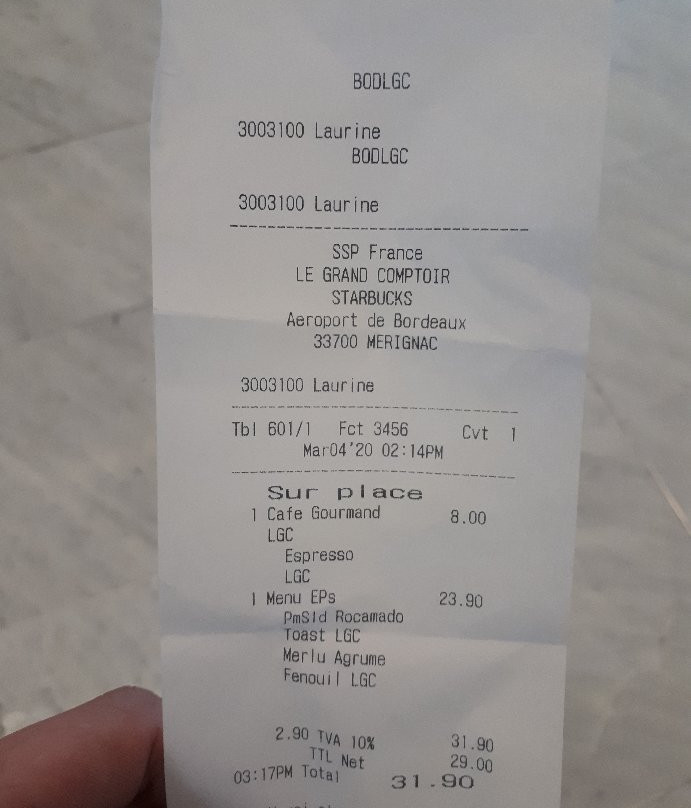 BODLGC
3003100 Laurine
BODLGC
3003100 Laurine
SSP France
LE GRAND COMPTOIR
STARBUCKS
Aeroport de Bordeaux
33700 MERIGNAC
3003100 Laurine
Tbl 601/1 Fct 3456 Cvt 1
Mar04'20 02:14PM
Sur place
1 Cafe Gourmand 8.00
LGC
Espresso
LGC
1 Menu EPs 23.90
PmSld Rocamado
Toast LGC
Merlu Agrume
Fenouil LGC
2.90 TVA 10% 31.90
TTL Net 29.00
03:17PM Total 31.90